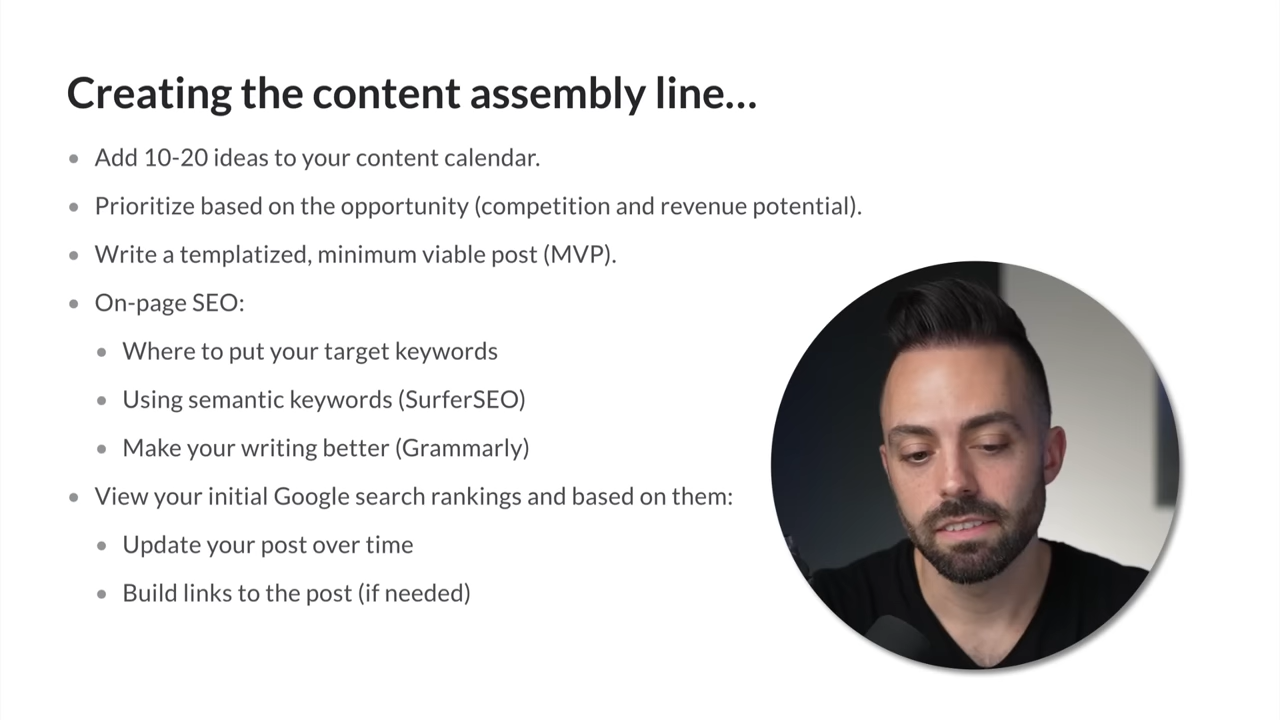 Creating the content assembly line...
Add 10-20 ideas to your content calendar.
Prioritize based on the opportunity (competition and revenue potential).
Write a templatized, minimum viable post (MVP).
On-page SEO:
Where to put your target keywords
Using semantic keywords (SurferSEO)
Make your writing better (Grammarly)
View your initial Google search rankings and based on them:
Update your post over time
Build links to the post (if needed)